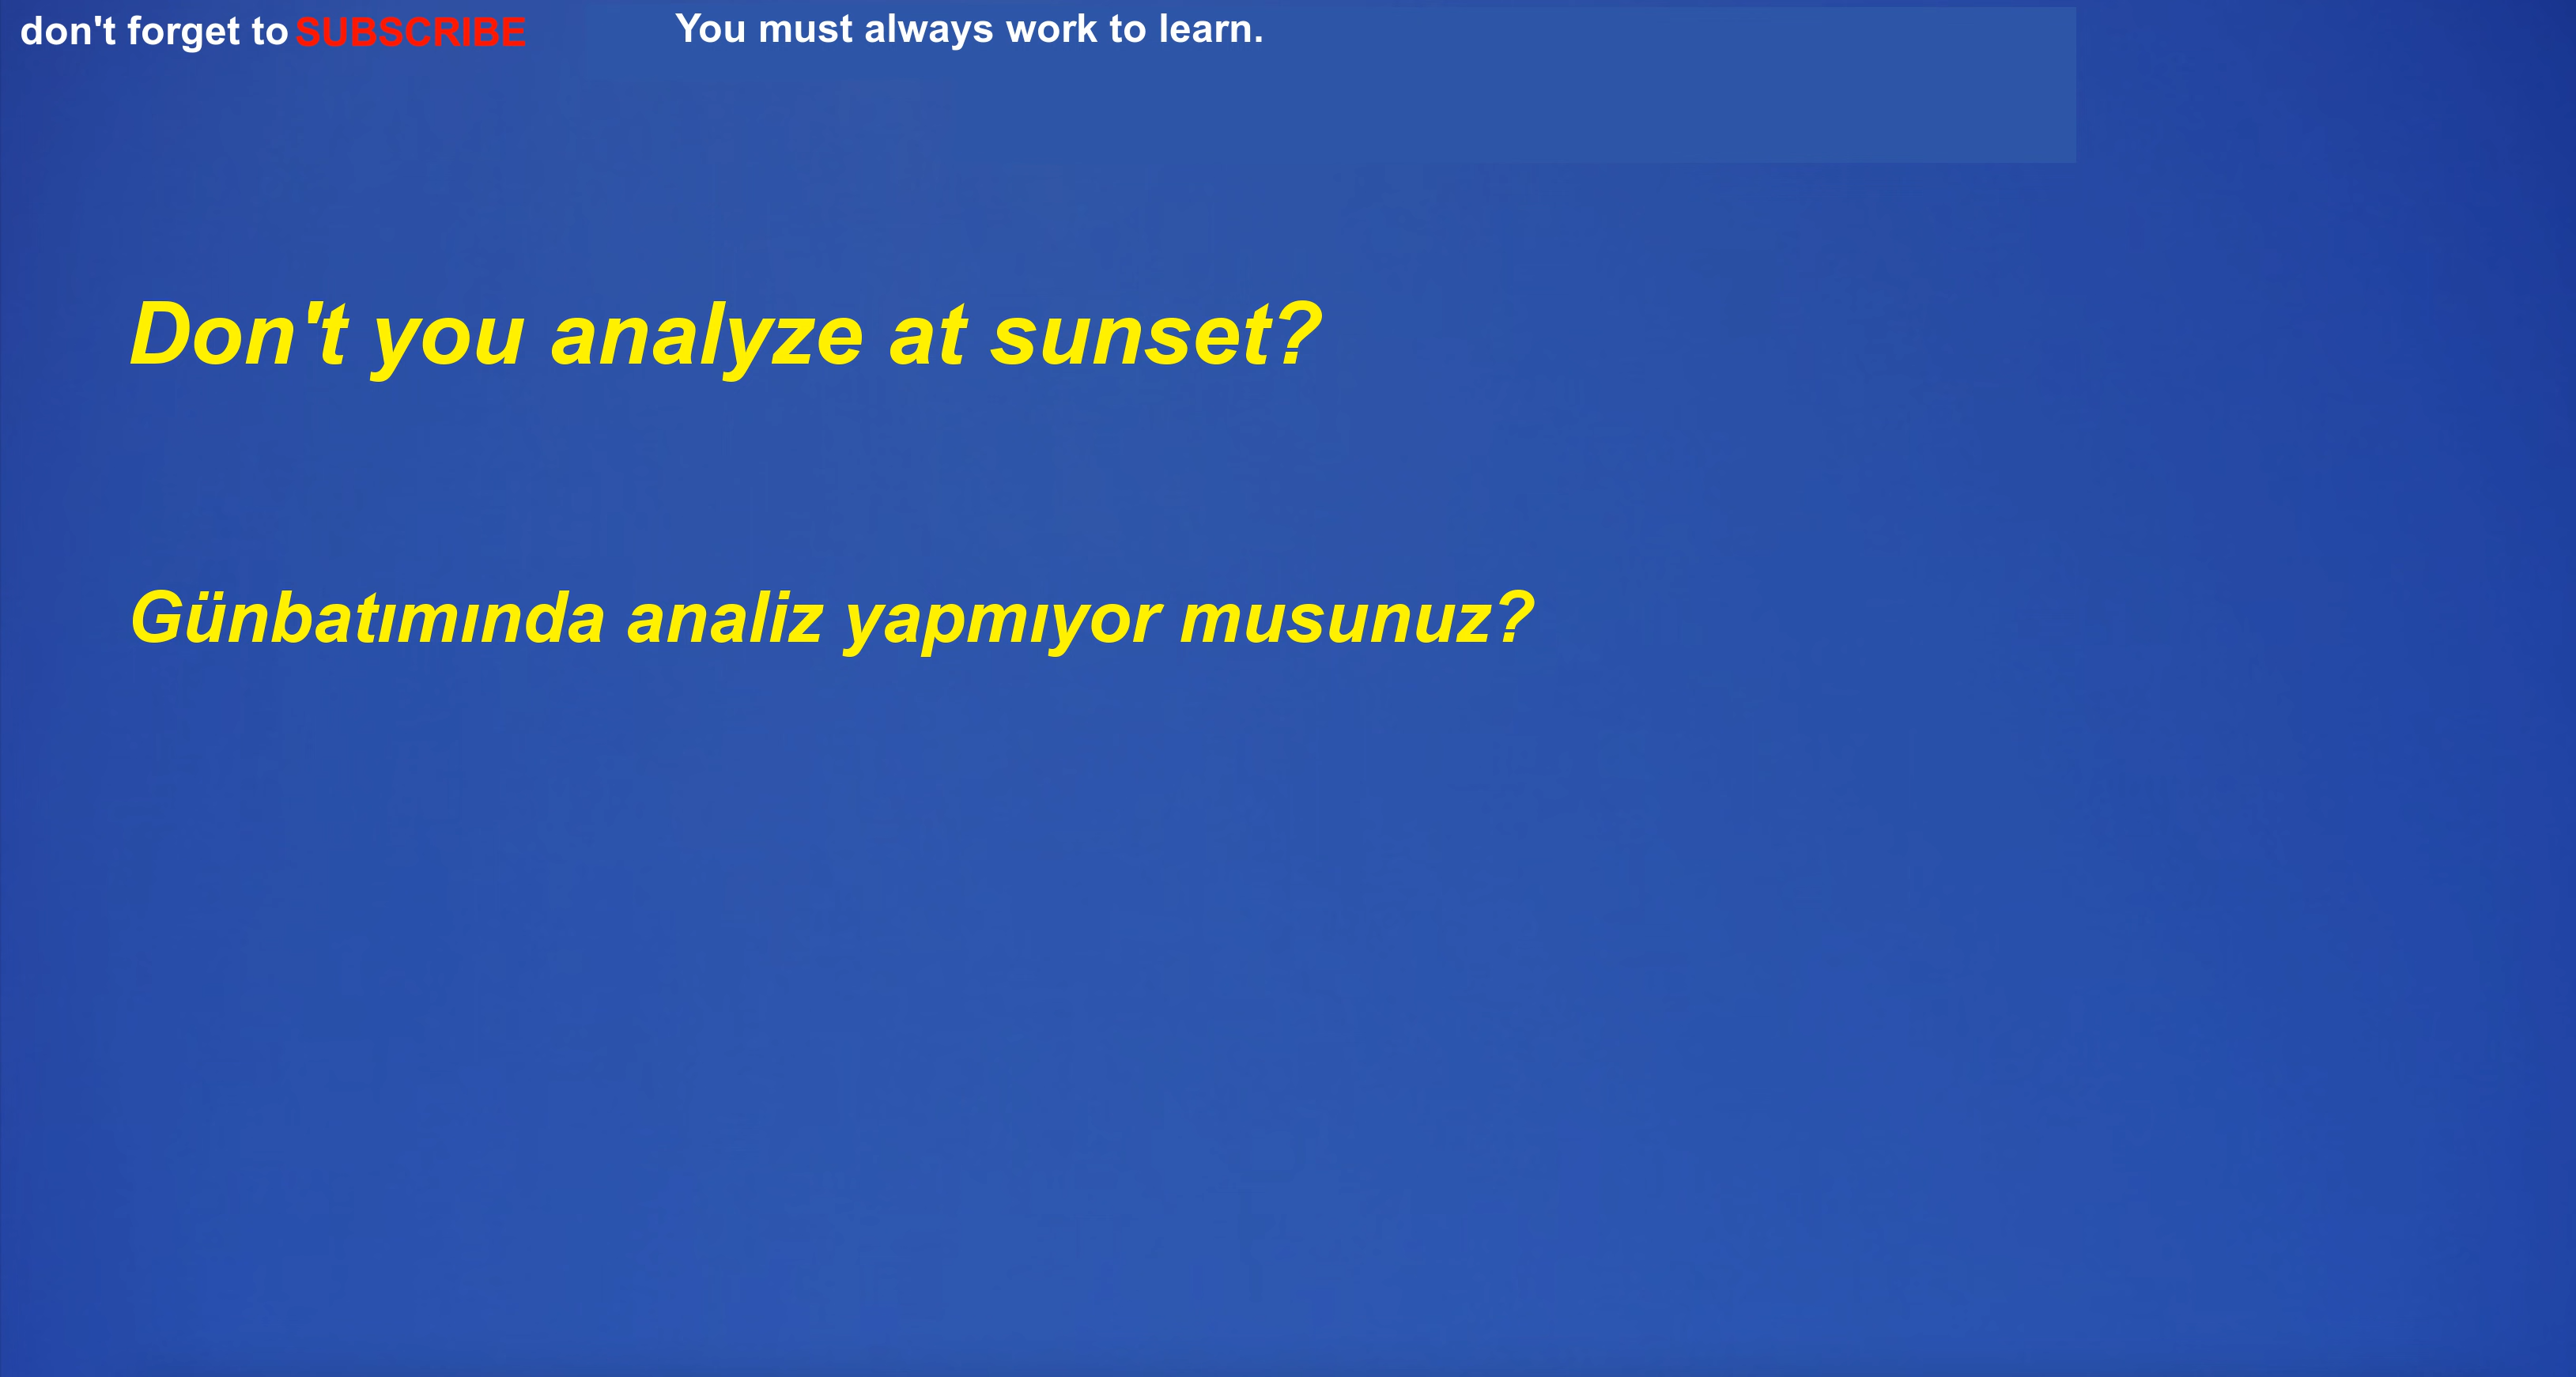 don't forget to SUBSCRIBE
You must always work to learn.
Don't you analyze at sunset?
Günbatımında analiz yapmıyor musunuz?